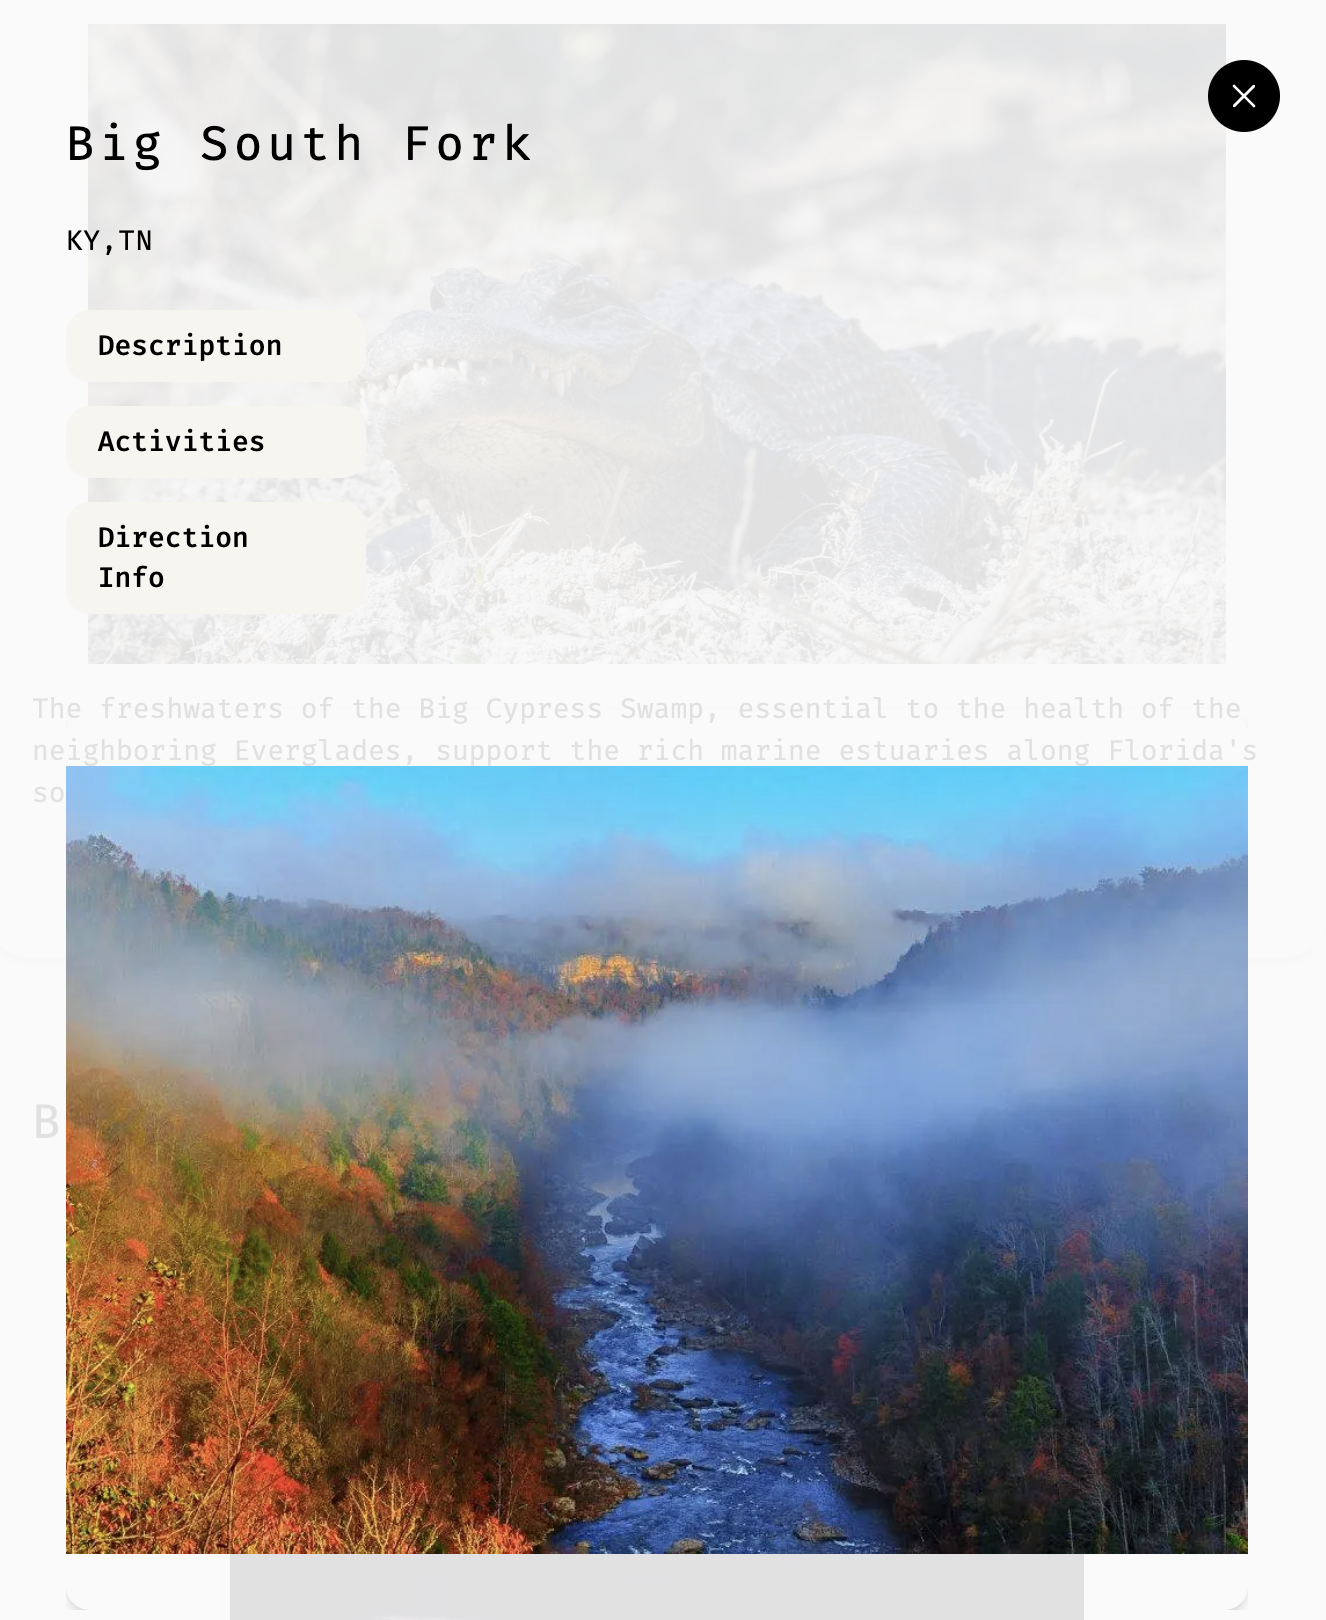 Big South Fork
KY,TN
Description
Activities
Direction
Info
The freshwaters of the Big Cypress Swamp, essential to the health of the
neighboring Everglades, support the rich marine estuaries along Florida's
so
B